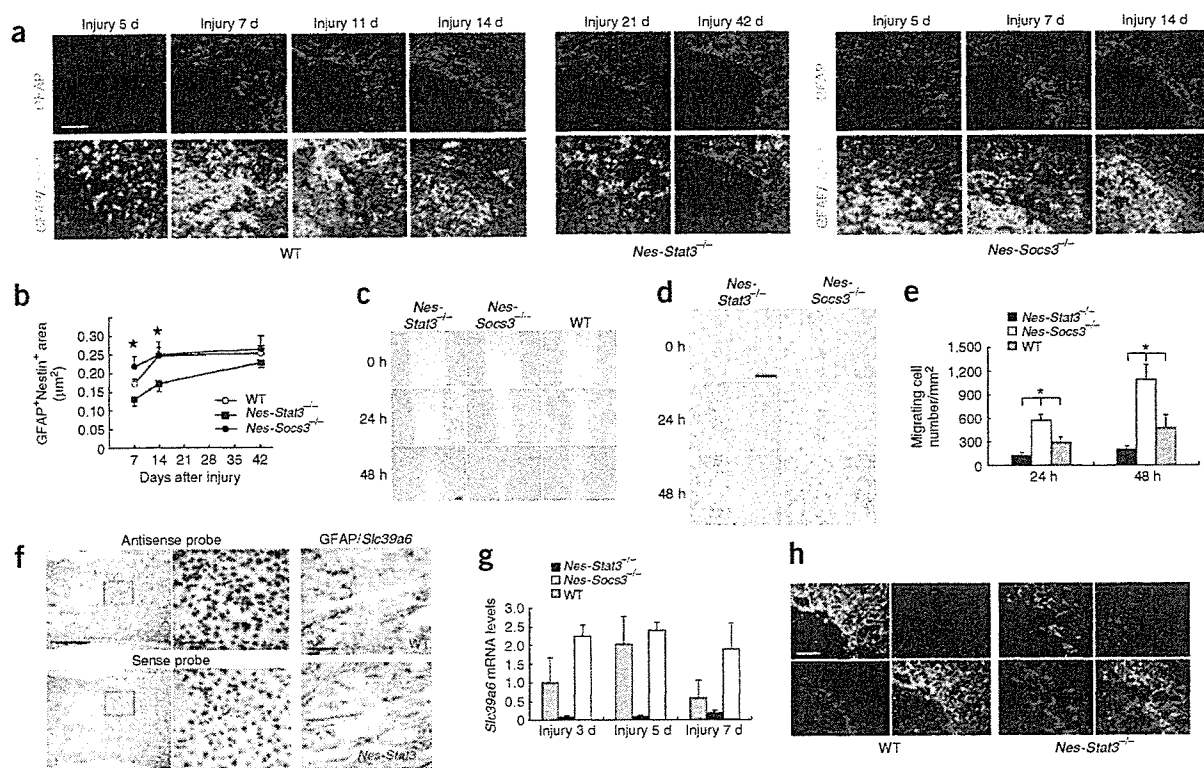 a
Injury 5 d Injury 7 d Injury 11 d Injury 14 d Injury 21 d Injury 42 d Injury 5 d Injury 7 d Injury 14 d
GFAP GFAP
GFAP/ GFAP/
WT Nes-Stat3–/– Nes-Socs3–/–
b
GFAP+Nestin+ area
(μm2)
0.30
0.25
0.20
0.15
0.10
0.05
0
★ ★
WT
Nes-Stat3–/–
Nes-Socs3–/–
7 14 21 28 35 42
Days after injury
c
Nes-
Stat3–/–
Nes-
Socs3–/–
WT
0 h
24 h
48 h
d
Nes-
Stat3–/–
Nes-
Socs3–/–
0 h
24 h
48 h
e
Nes-Stat3–/–
Nes-Socs3–/–
WT
Migrating cell
number/mm2
1,500
1,200
900
600
300
0
* *
24 h 48 h
f
Antisense probe GFAP/Slc39a6
WT
Sense probe
Nes-Stat3
g
Nes-Stat3–/–
Nes-Socs3–/–
WT
Slc39a6 mRNA levels
3.0
2.5
2.0
1.5
1.0
0.5
0
Injury 3 d Injury 5 d Injury 7 d
h
WT Nes-Stat3–/–